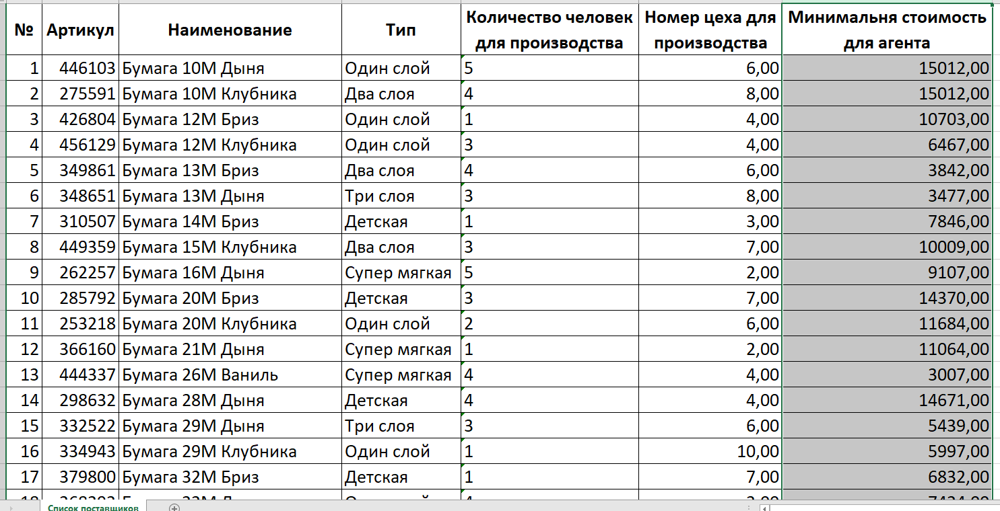 № Артикул Наименование Тип Количество человек для производства Номер цеха для производства Минимальня стоимость для агента
1 446103 Бумага 10М Дыня Один слой 5 6,00 15012,00
2 275591 Бумага 10М Клубника Два слоя 4 8,00 15012,00
3 426804 Бумага 12М Бриз Один слой 1 4,00 10703,00
4 456129 Бумага 12М Клубника Один слой 3 4,00 6467,00
5 349861 Бумага 13М Бриз Два слоя 4 6,00 3842,00
6 348651 Бумага 13М Дыня Три слоя 3 8,00 3477,00
7 310507 Бумага 14М Бриз Детская 1 3,00 7846,00
8 449359 Бумага 15М Клубника Два слоя 3 7,00 10009,00
9 262257 Бумага 16М Дыня Супер мягкая 5 2,00 9107,00
10 285792 Бумага 20М Бриз Детская 3 7,00 14370,00
11 253218 Бумага 20М Клубника Один слой 2 6,00 11684,00
12 366160 Бумага 21М Дыня Супер мягкая 1 2,00 11064,00
13 444337 Бумага 26М Ваниль Супер мягкая 4 4,00 3007,00
14 298632 Бумага 28М Дыня Детская 4 4,00 14671,00
15 332522 Бумага 29М Дыня Три слоя 3 6,00 5439,00
16 334943 Бумага 29М Клубника Один слой 1 10,00 5997,00
17 379800 Бумага 32М Бриз Детская 1 7,00 6832,00
Список поставщиков